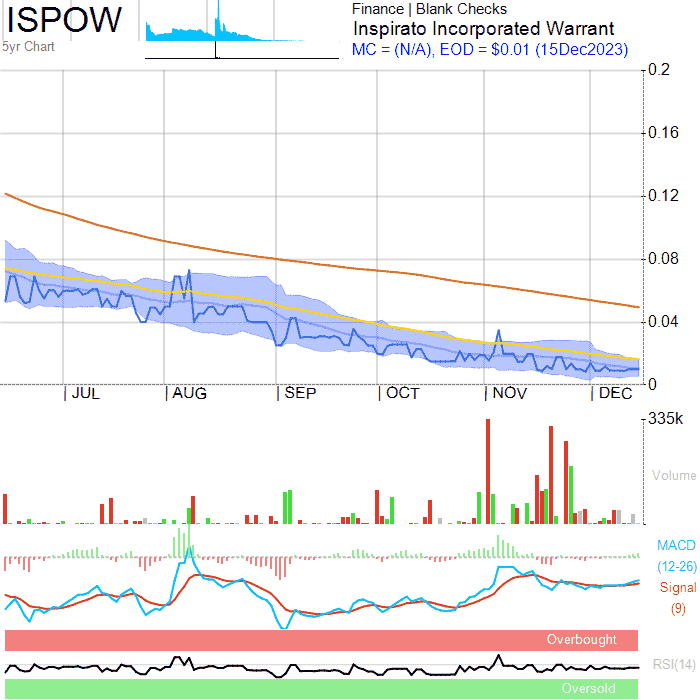 ISPOW
5yr Chart
Finance | Blank Checks
Inspirato Incorporated Warrant
MC = (N/A), EOD = $0.01 (15Dec2023)
0.2
0.16
0.12
0.08
0.04
0
JUL AUG SEP OCT NOV DEC
335k
Volume
MACD
(12-26)
Signal
(9)
Overbought
RSI(14)
Oversold